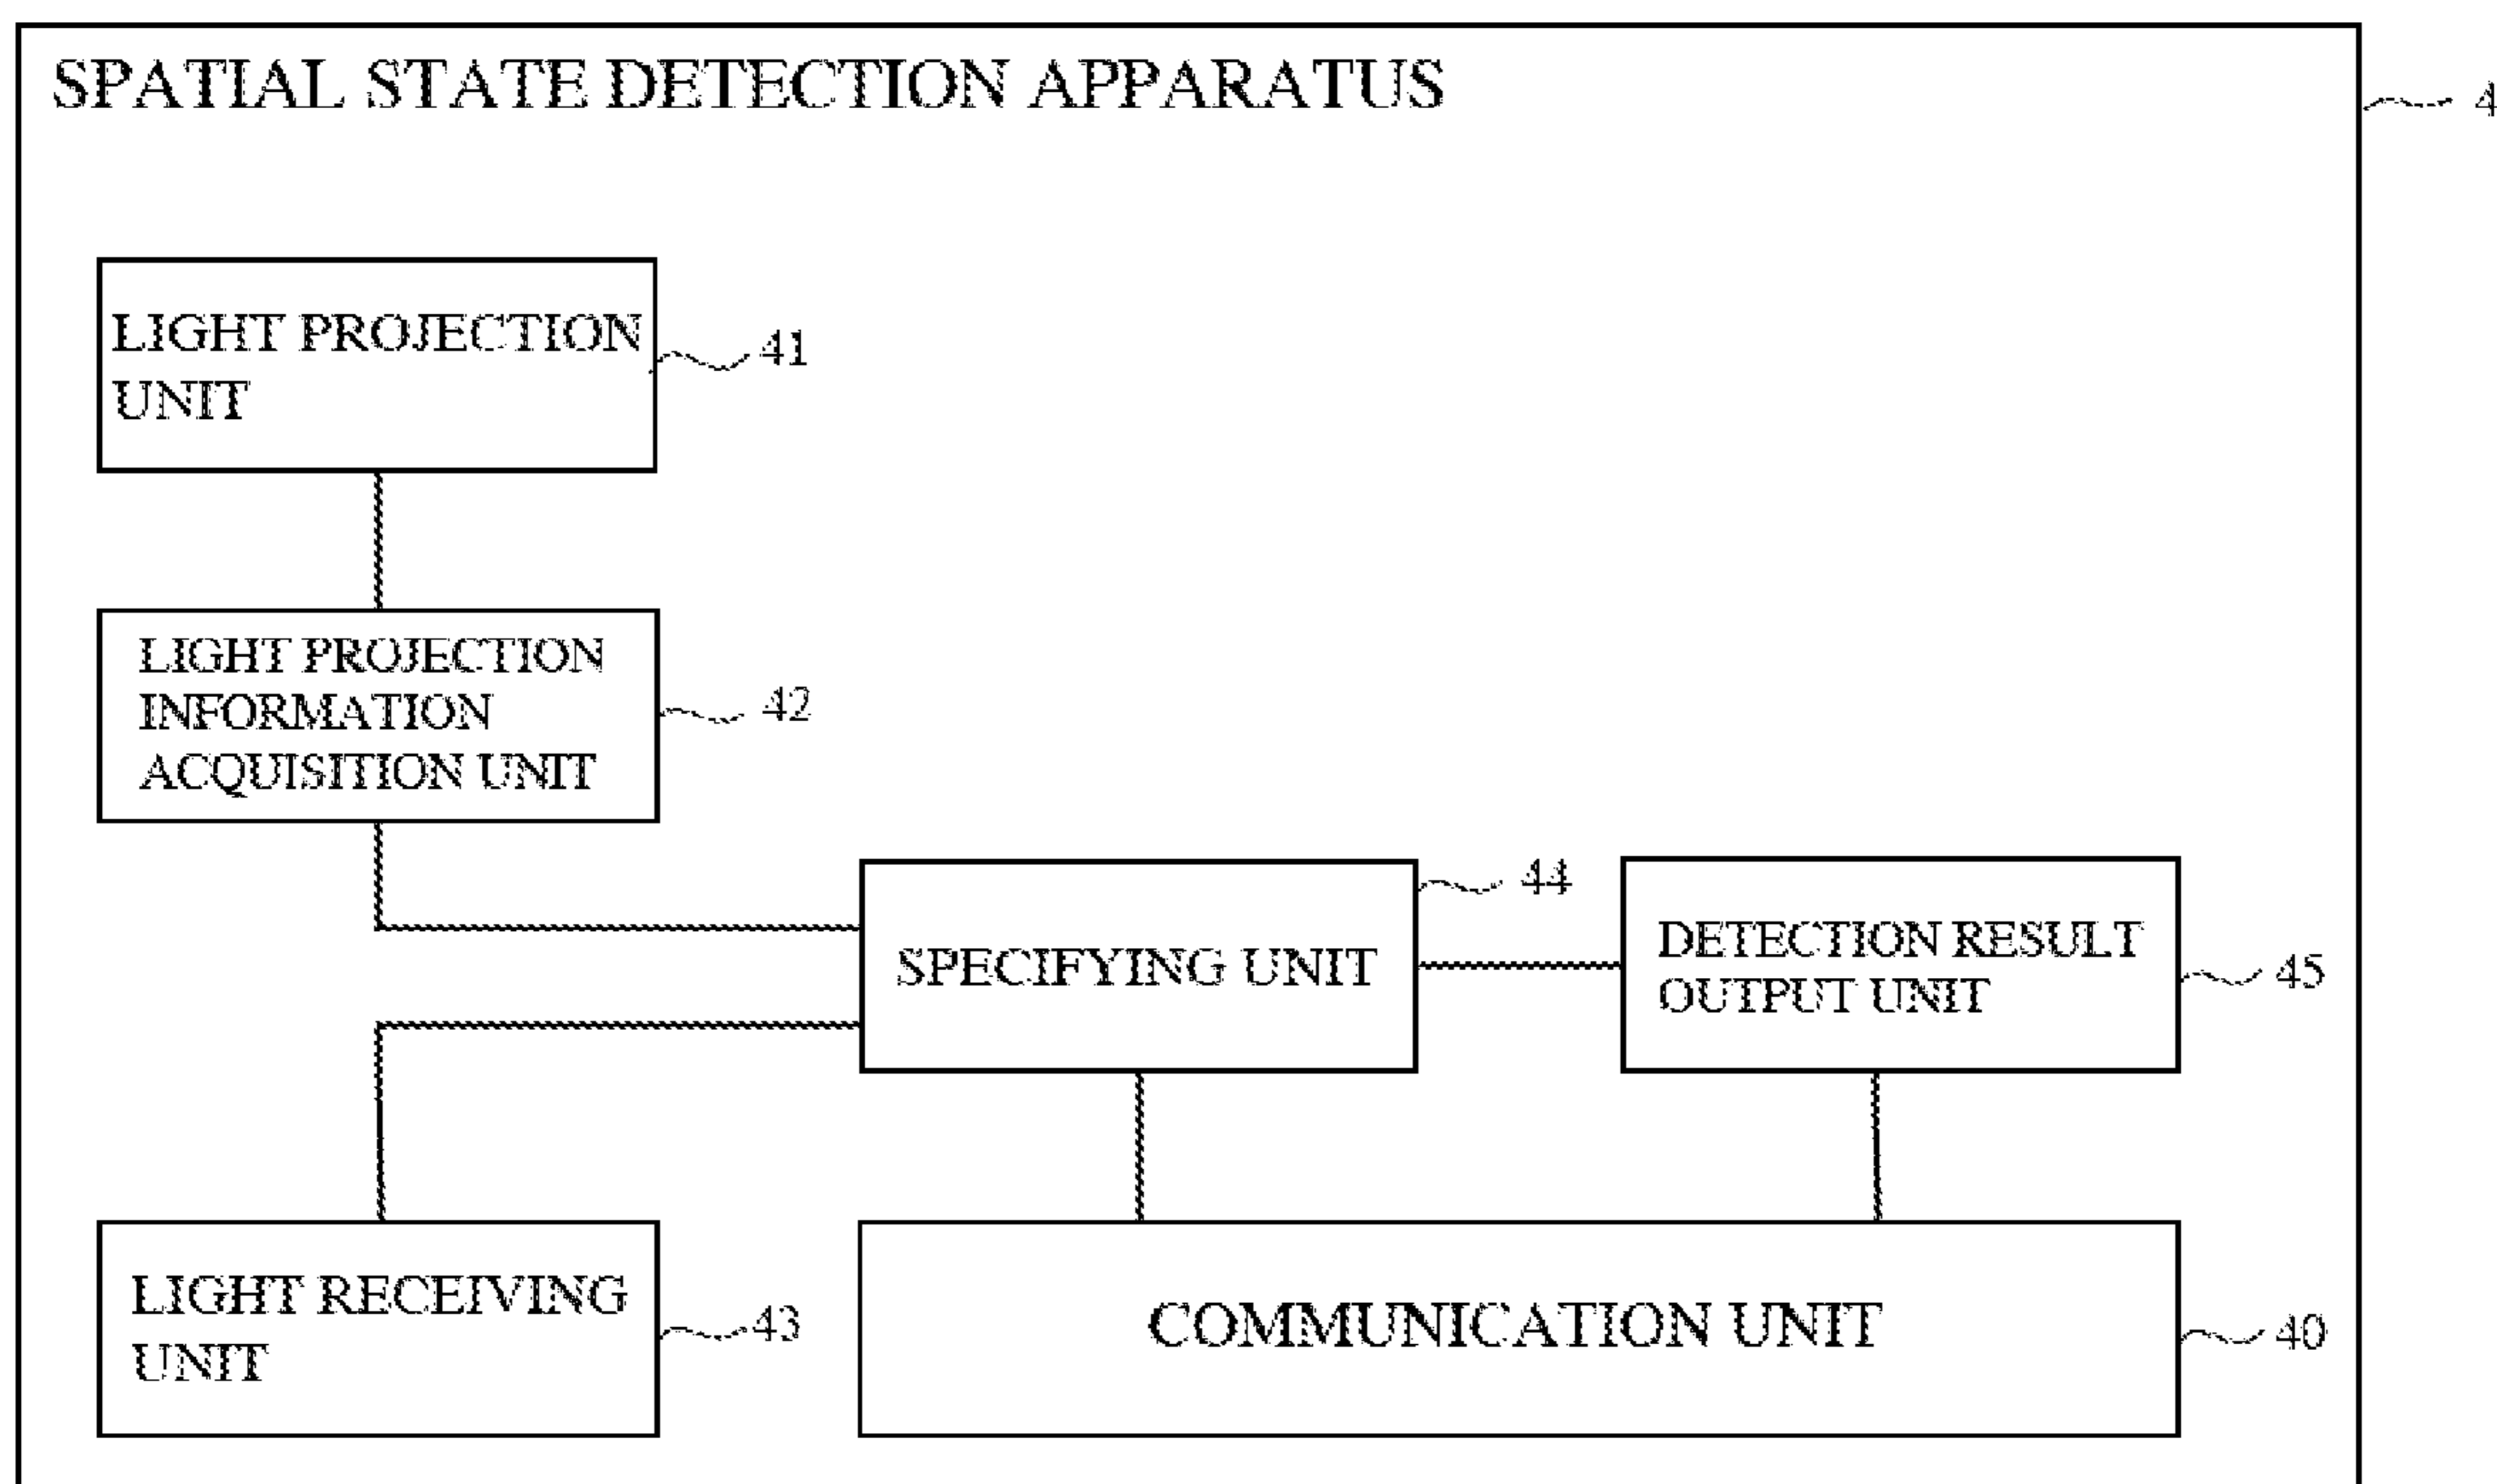 SPATIAL STATE DETECTION APPARATUS
4
LIGHT PROJECTION
UNIT
41
LIGHT PROJECTION
INFORMATION
ACQUISITION UNIT
42
SPECIFYING UNIT
44
DETECTION RESULT
OUTPUT UNIT
45
LIGHT RECEIVING
UNIT
43
COMMUNICATION UNIT
40